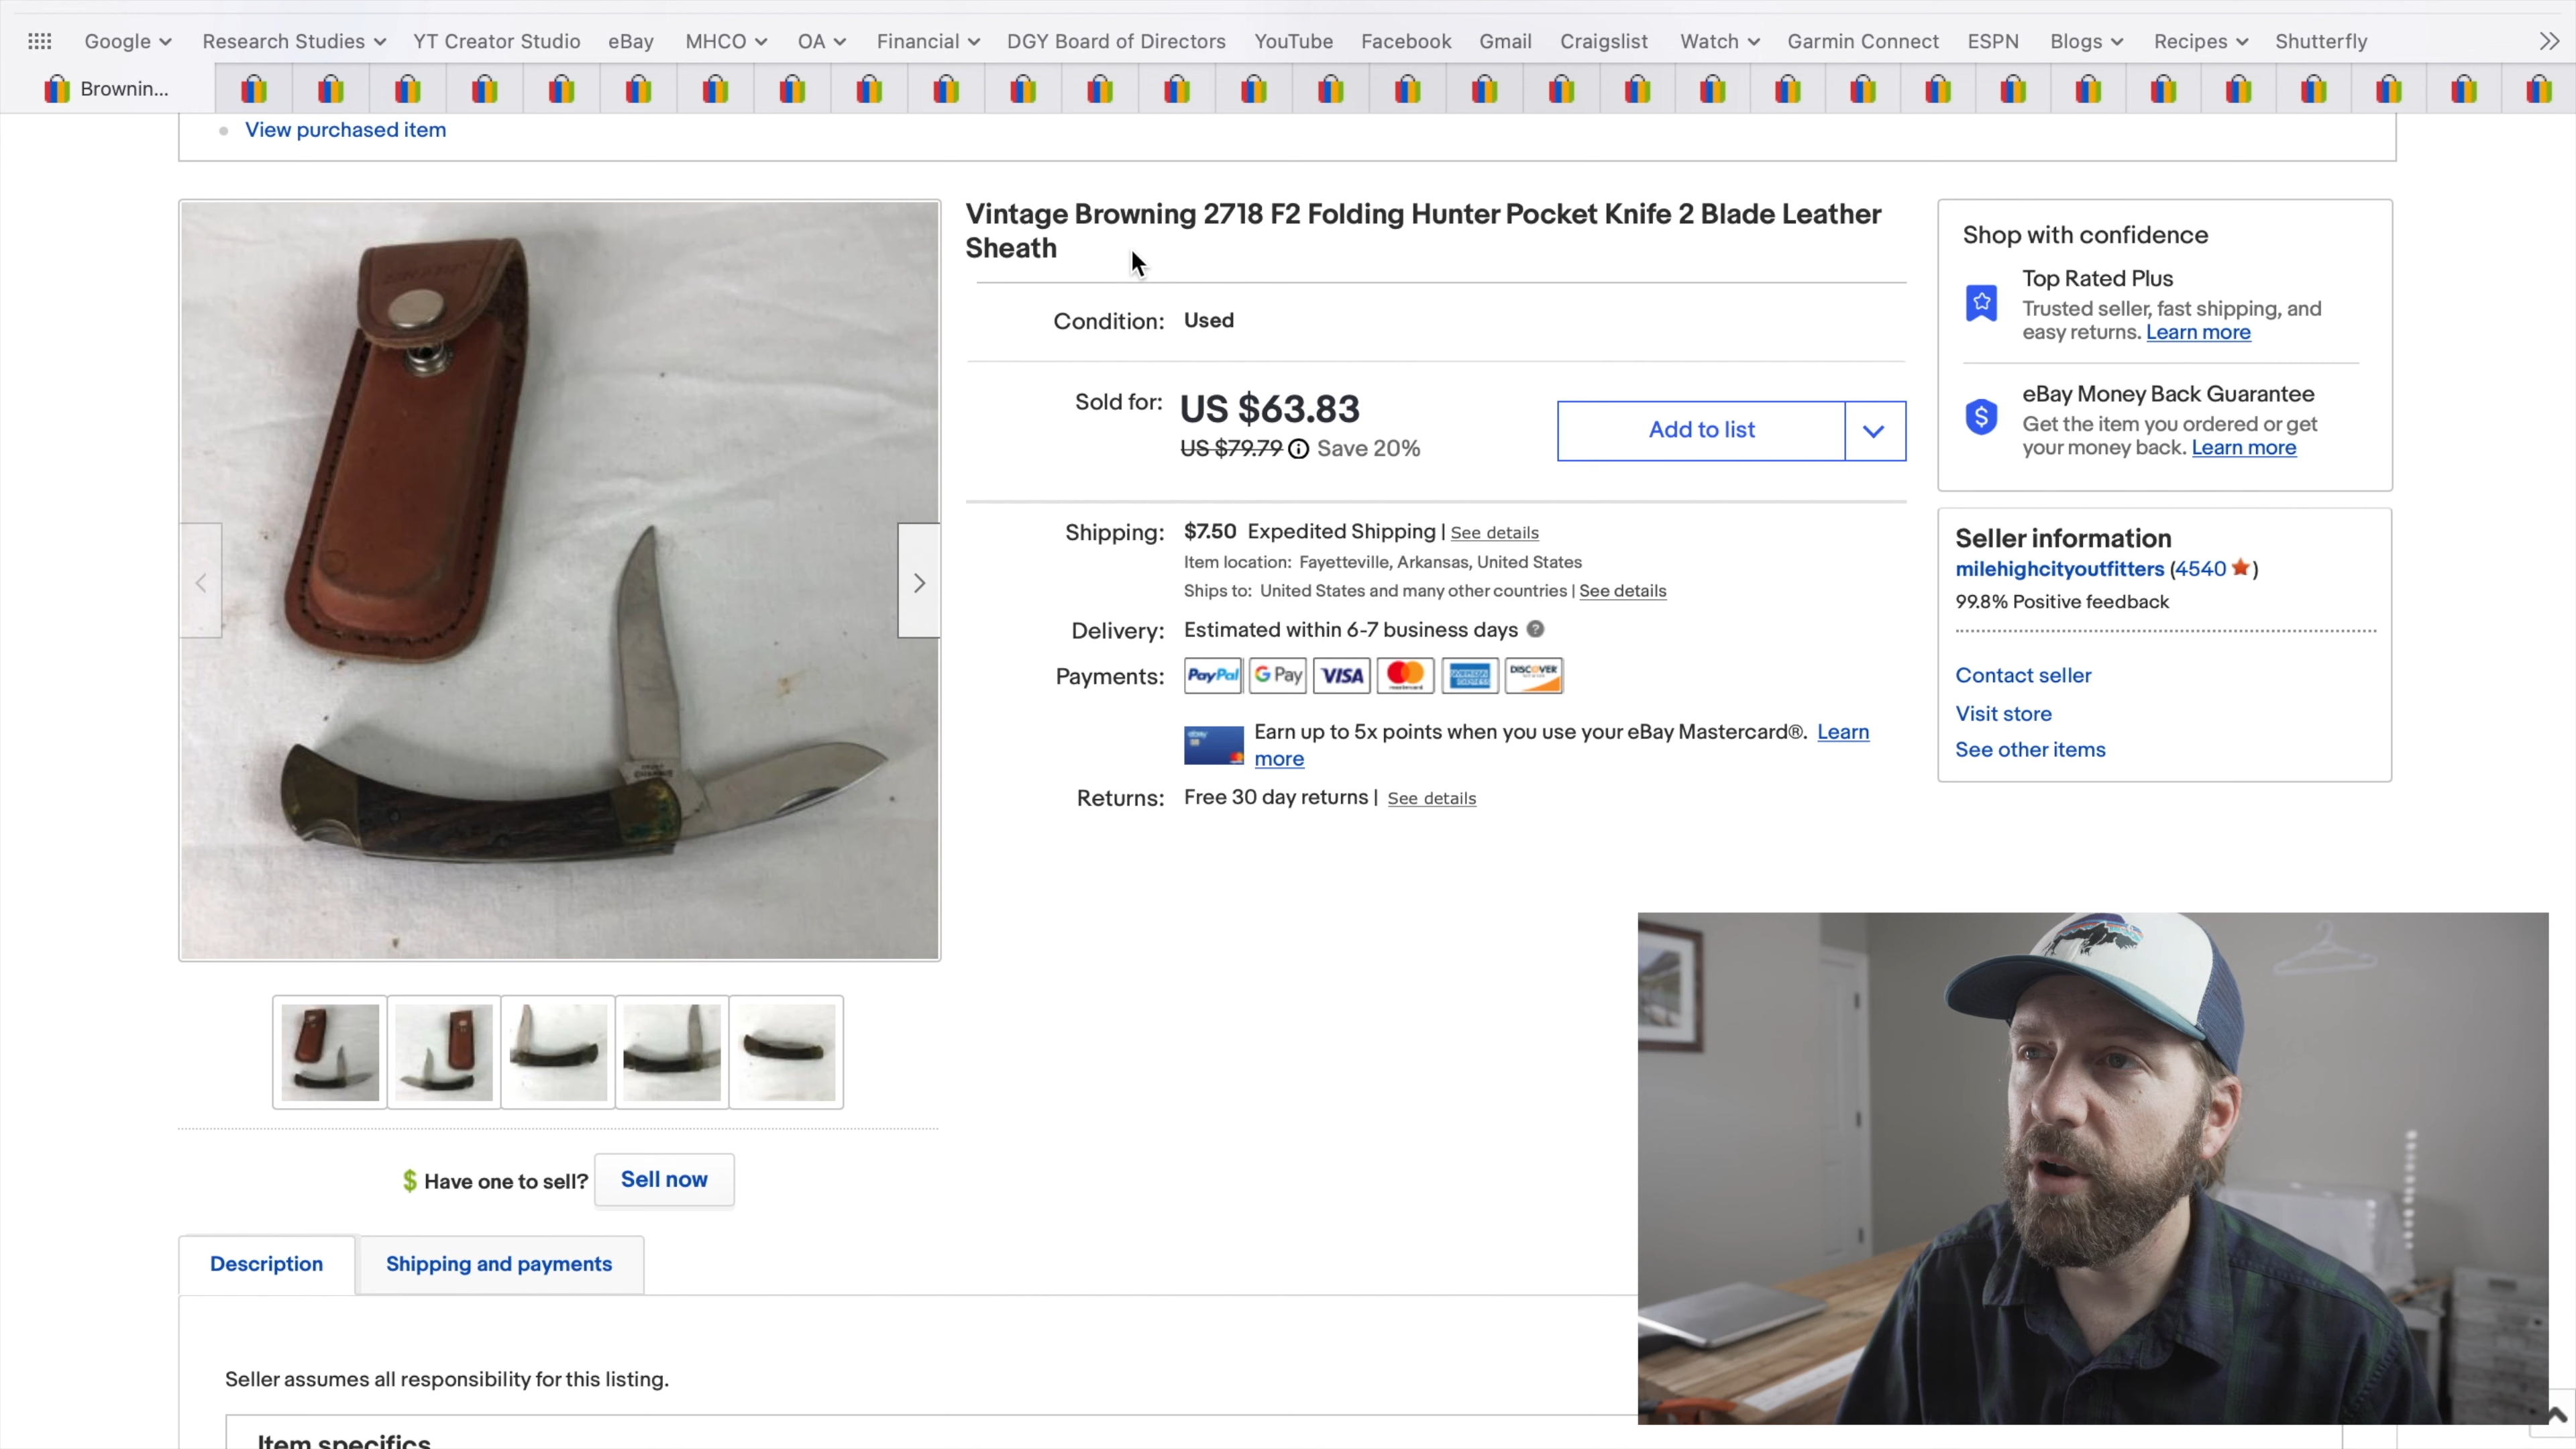 Google Research Studies YT Creator Studio eBay MHCO OA Financial DGY Board of Directors YouTube Facebook Gmail Craigslist Watch Garmin Connect ESPN Blogs Recipes Shutterfly
Brownin...
View purchased item
Vintage Browning 2718 F2 Folding Hunter Pocket Knife 2 Blade Leather
Sheath
Condition: Used
Sold for: US $63.83
US $79.79 Save 20%
Add to list
Shipping: $7.50 Expedited Shipping | See details
Item location: Fayetteville, Arkansas, United States
Ships to: United States and many other countries | See details
Delivery: Estimated within 6-7 business days ?
Payments: PayPal G Pay VISA mastercard DISCOVER
Earn up to 5x points when you use your eBay Mastercard®. Learn
more
Returns: Free 30 day returns | See details
Shop with confidence
Top Rated Plus
Trusted seller, fast shipping, and
easy returns. Learn more
$ eBay Money Back Guarantee
Get the item you ordered or get
your money back. Learn more
Seller information
milehighcityoutfitters (4540 )
99.8% Positive feedback
Contact seller
Visit store
See other items
$ Have one to sell? Sell now
Description Shipping and payments
Seller assumes all responsibility for this listing.
Item specifics